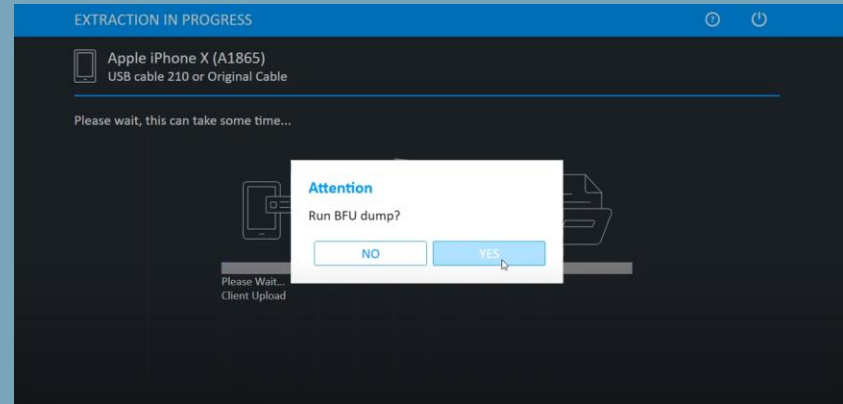 EXTRACTION IN PROGRESS
Apple iPhone X (A1865)
USB cable 210 or Original Cable
Please wait, this can take some time...
Attention
Run BFU dump?
NO
YES
Please Wait...
Client Upload